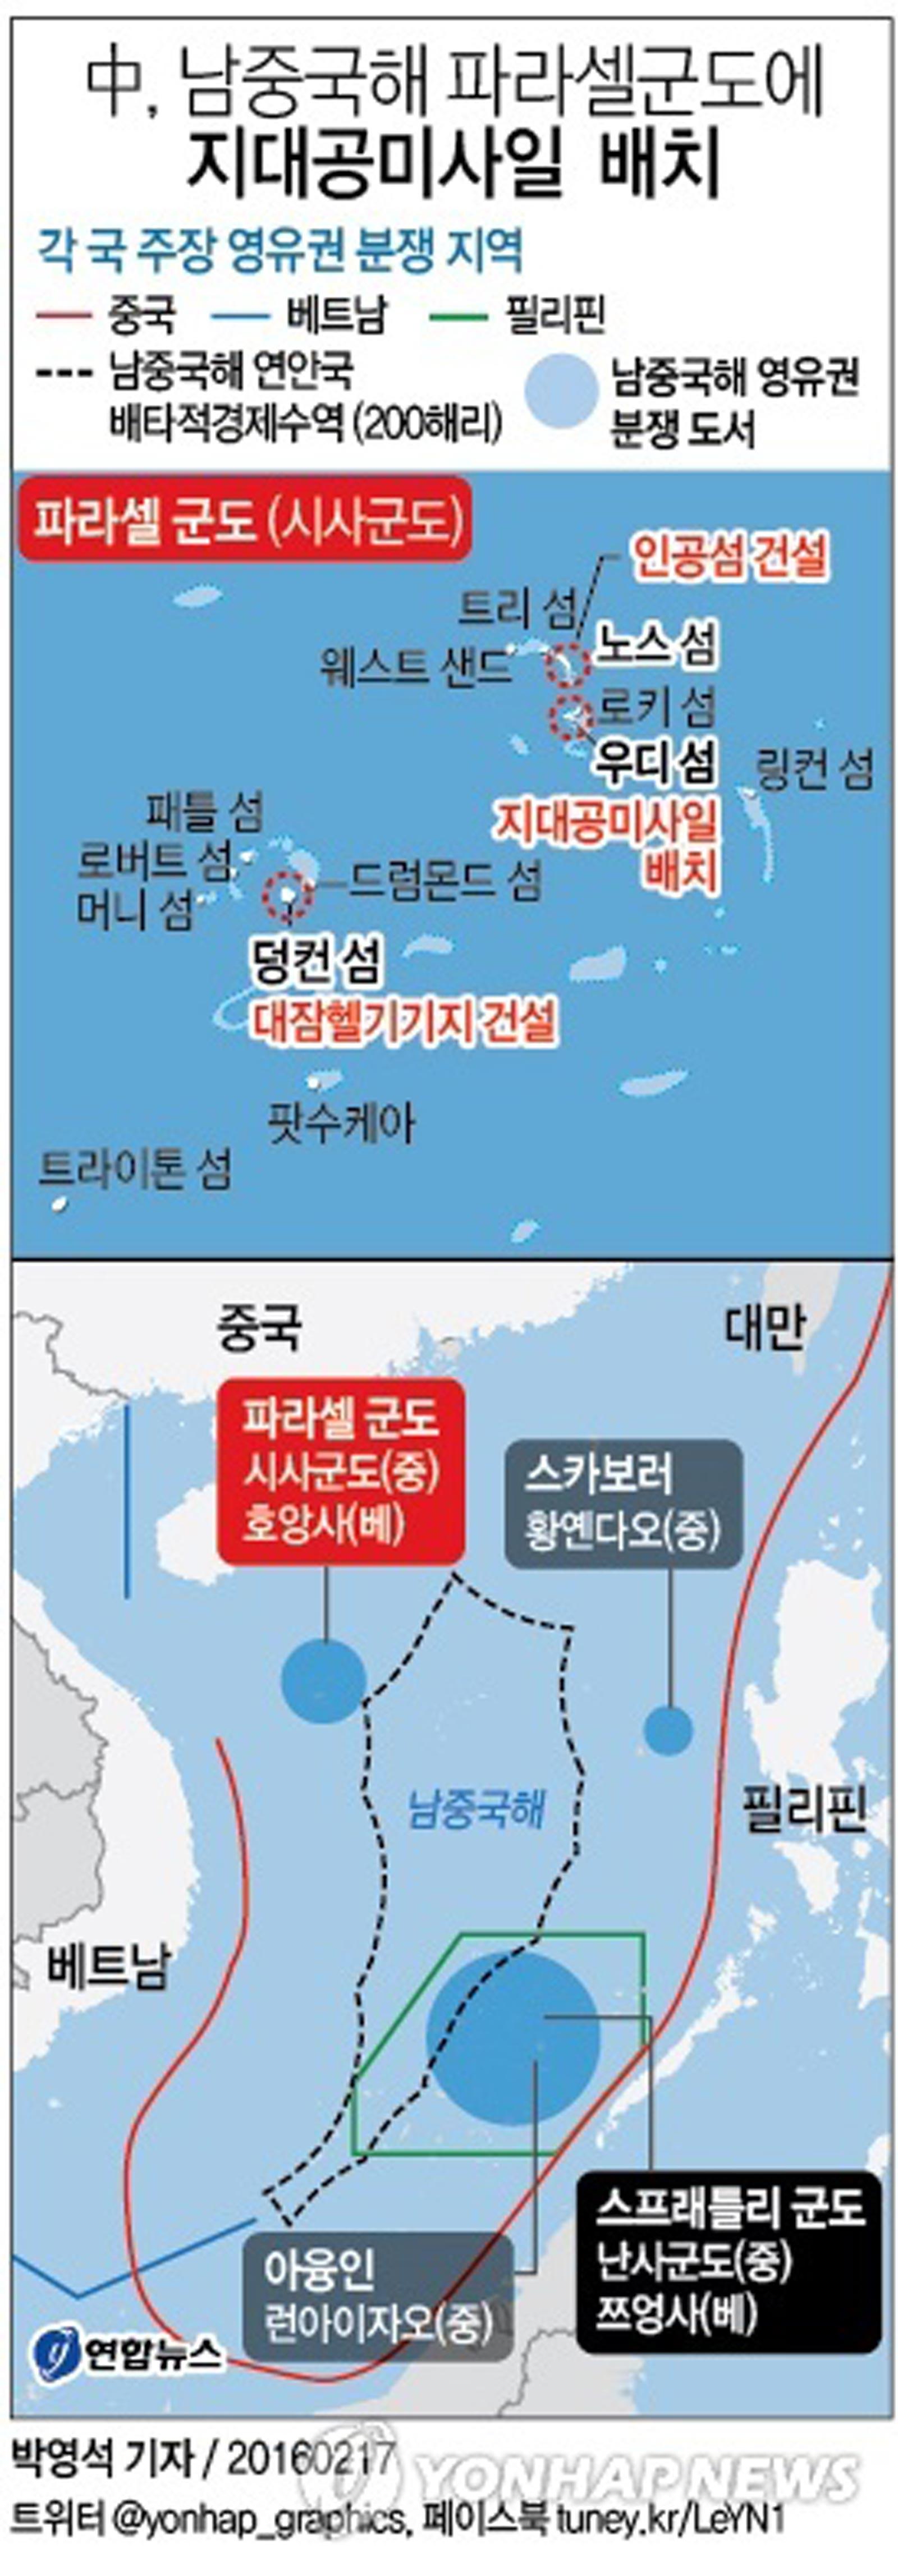 中, 남중국해 파라셀군도에
지대공미사일 배치
각 국 주장 영유권 분쟁 지역
중국 베트남 필리핀
남중국해 연안국
배타적경제수역 (200해리)
남중국해 영유권
분쟁 도서
파라셀 군도 (시사군도)
인공섬 건설
트리 섬
노스 섬
웨스트 샌드
로키 섬
우디 섬
지대공미사일
배치
링컨 섬
패틀 섬
로버트 섬
머니 섬
드럼몬드 섬
덩컨 섬
대잠헬기기지 건설
팟수케아
트라이톤 섬
중국
대만
파라셀 군도
시사군도(중)
호앙사(베)
스카보러
황옌다오(중)
남중국해
필리핀
베트남
스프래틀리 군도
난사군도(중)
쯔엉사(베)
아융인
런아이자오(중)
연합뉴스
박영석 기자 / 20160217
YONHAP NEWS
트위터 @yonhap_graphics, 페이스북 tuney.kr/LeYN1